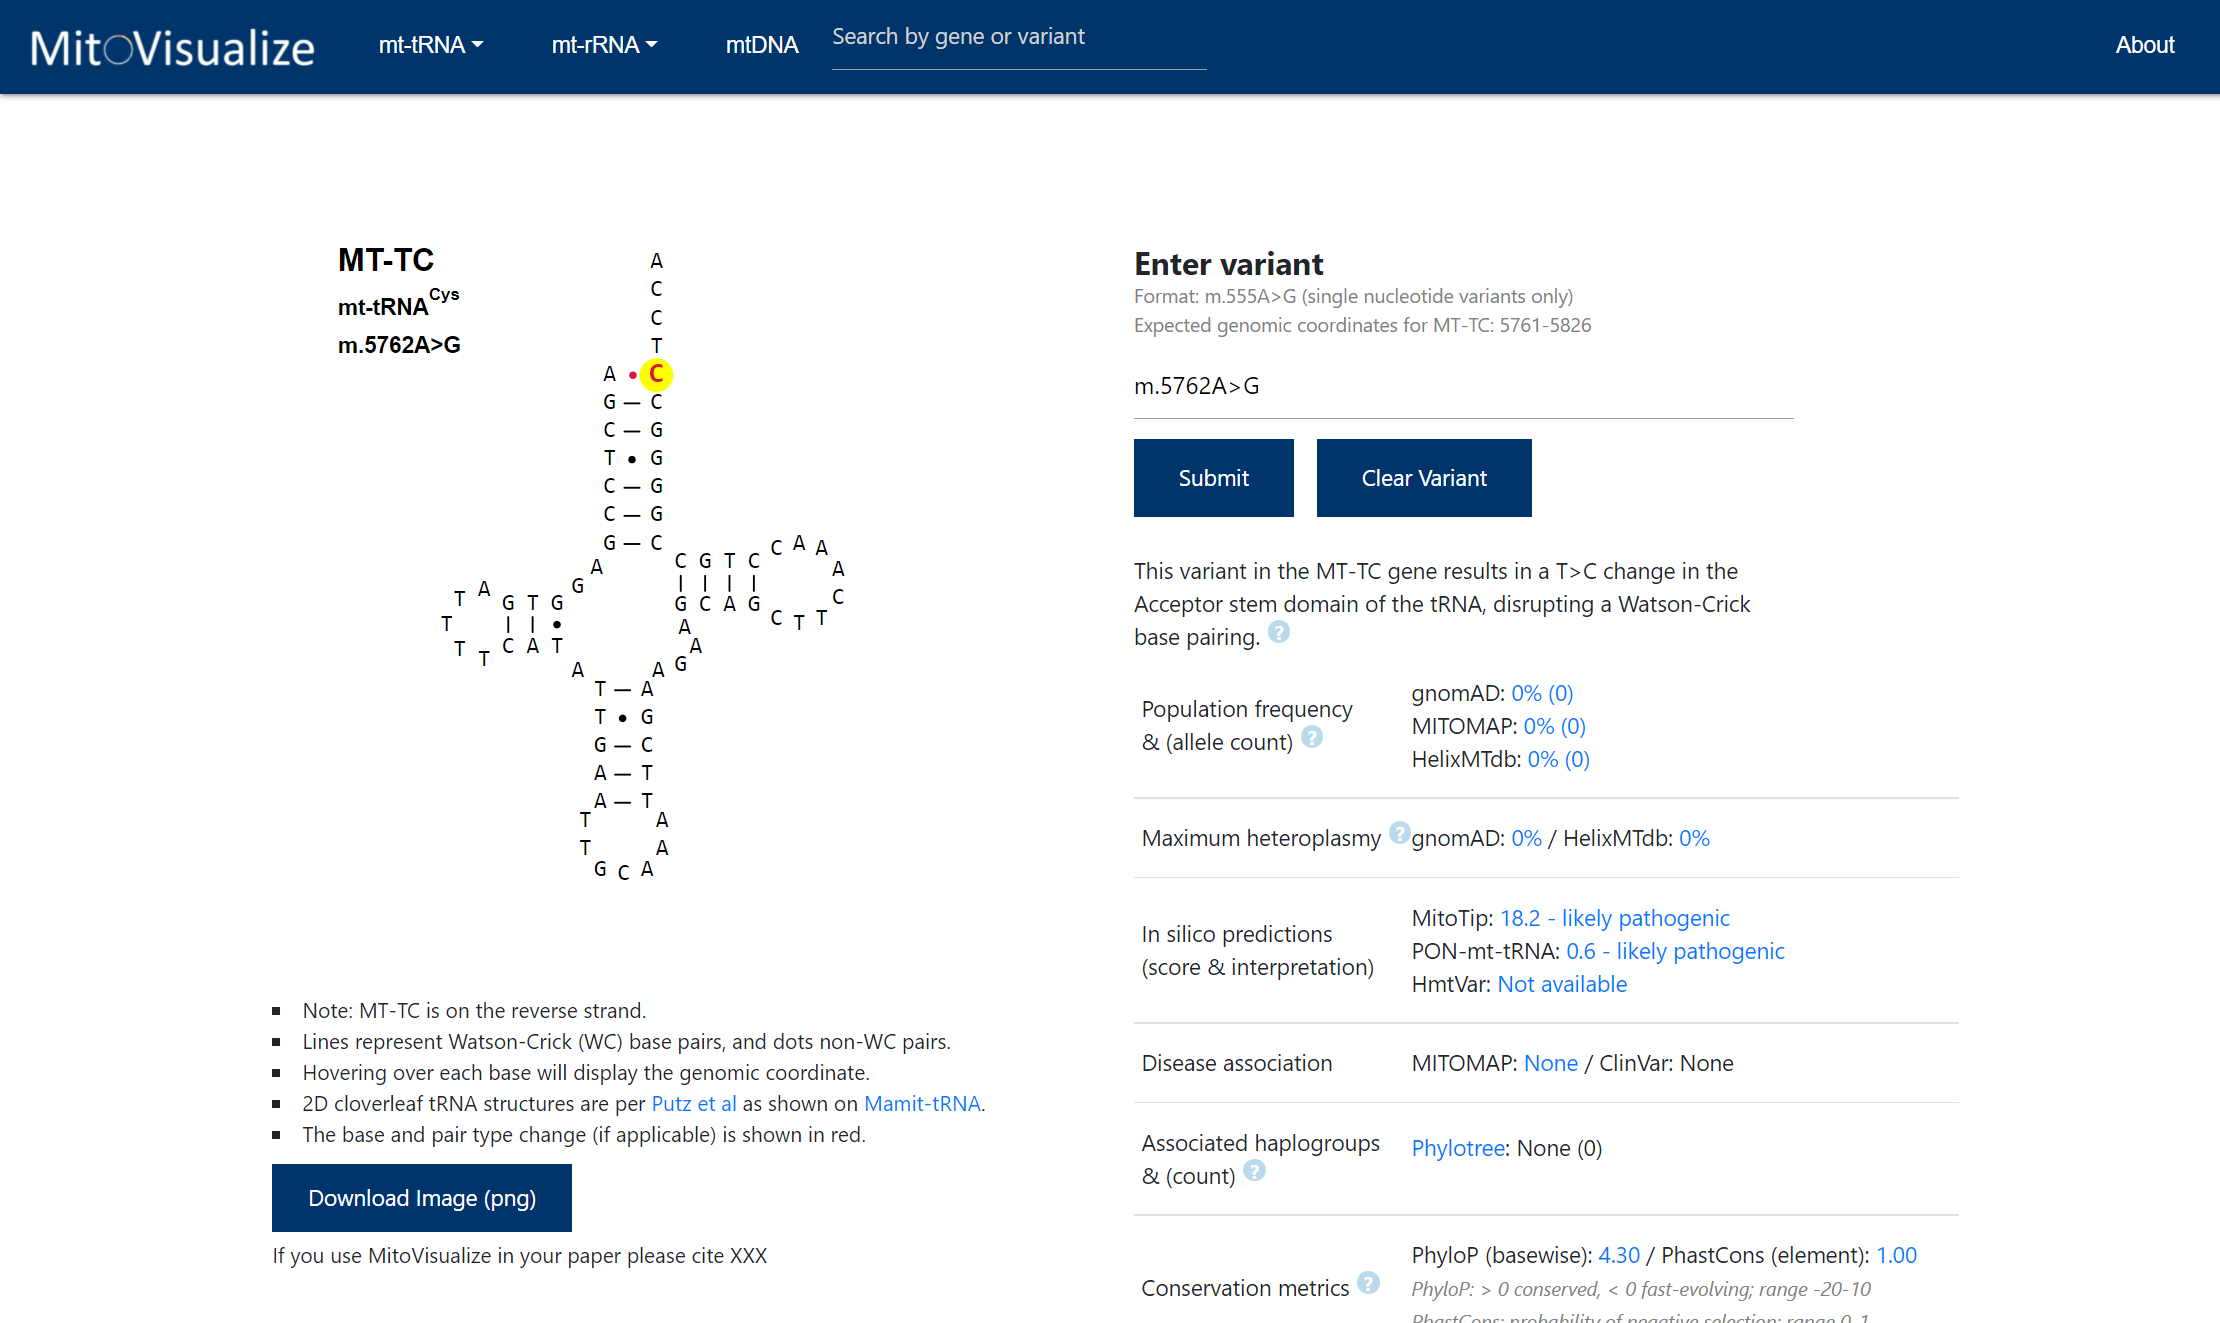 MitoVisualize
mt-tRNA
mt-rRNA
mtDNA
Search by gene or variant
About
MT-TC
mt-tRNACys
m.5762A>G
A
C
C
T
A • C
G — C
C — G
T • G
C — G
C — G
G — C
A
G
T A G T G
T
T T C A T
A
C G T C C A A
A
C
G C A G C T T
A
A
G
A
T — A
T • G
G — C
A — T
A — T
T A
T A
G C A
Note: MT-TC is on the reverse strand.
Lines represent Watson-Crick (WC) base pairs, and dots non-WC pairs.
Hovering over each base will display the genomic coordinate.
2D cloverleaf tRNA structures are per Putz et al as shown on Mamit-tRNA.
The base and pair type change (if applicable) is shown in red.
Download Image (png)
If you use MitoVisualize in your paper please cite XXX
Enter variant
Format: m.555A>G (single nucleotide variants only)
Expected genomic coordinates for MT-TC: 5761-5826
m.5762A>G
Submit
Clear Variant
This variant in the MT-TC gene results in a T>C change in the
Acceptor stem domain of the tRNA, disrupting a Watson-Crick
base pairing. ?
Population frequency
& (allele count) ?
gnomAD: 0% (0)
MITOMAP: 0% (0)
HelixMTdb: 0% (0)
Maximum heteroplasmy ?
gnomAD: 0% / HelixMTdb: 0%
In silico predictions
(score & interpretation)
MitoTip: 18.2 - likely pathogenic
PON-mt-tRNA: 0.6 - likely pathogenic
HmtVar: Not available
Disease association
MITOMAP: None / ClinVar: None
Associated haplogroups
& (count) ?
Phylotree: None (0)
Conservation metrics ?
PhyloP (basewise): 4.30 / PhastCons (element): 1.00
PhyloP: > 0 conserved, < 0 fast-evolving; range -20-10
PhastCons: probability of negative selection; range 0-1